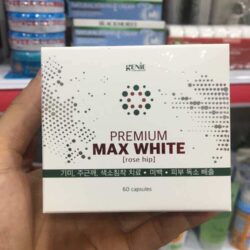 genie
PREMIUM
MAX WHITE
[rose hip]
기미, 주근깨, 색소침착 치료 • 미백 • 피부 독소 배출
60 capsules